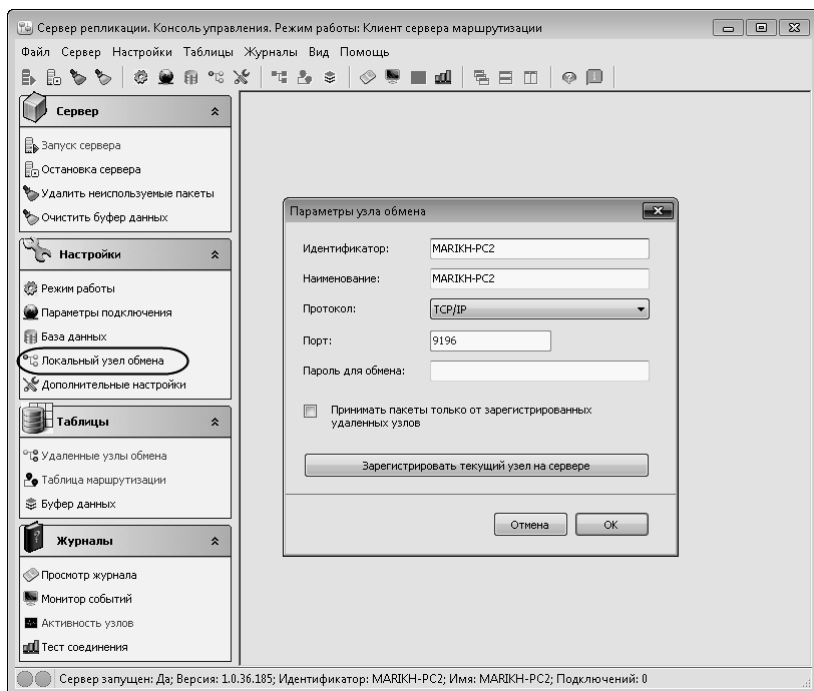 Сервер репликации. Консоль управления. Режим работы: Клиент сервера маршрутизации
Файл Сервер Настройки Таблицы Журналы Вид Помощь
Сервер
Запуск сервера
Остановка сервера
Удалить неиспользуемые пакеты
Очистить буфер данных
Настройки
Режим работы
Параметры подключения
База данных
Локальный узел обмена
Дополнительные настройки
Таблицы
Удаленные узлы обмена
Таблица маршрутизации
Буфер данных
Журналы
Просмотр журнала
Монитор событий
Активность узлов
Тест соединения
Параметры узла обмена
Идентификатор: MARIKH-PC2
Наименование: MARIKH-PC2
Протокол: TCP/IP
Порт: 9196
Пароль для обмена:
Принимать пакеты только от зарегистрированных
удаленных узлов
Зарегистрировать текущий узел на сервере
Отмена OK
Сервер запущен: Да; Версия: 1.0.36.185; Идентификатор: MARIKH-PC2; Имя: MARIKH-PC2; Подключений: 0